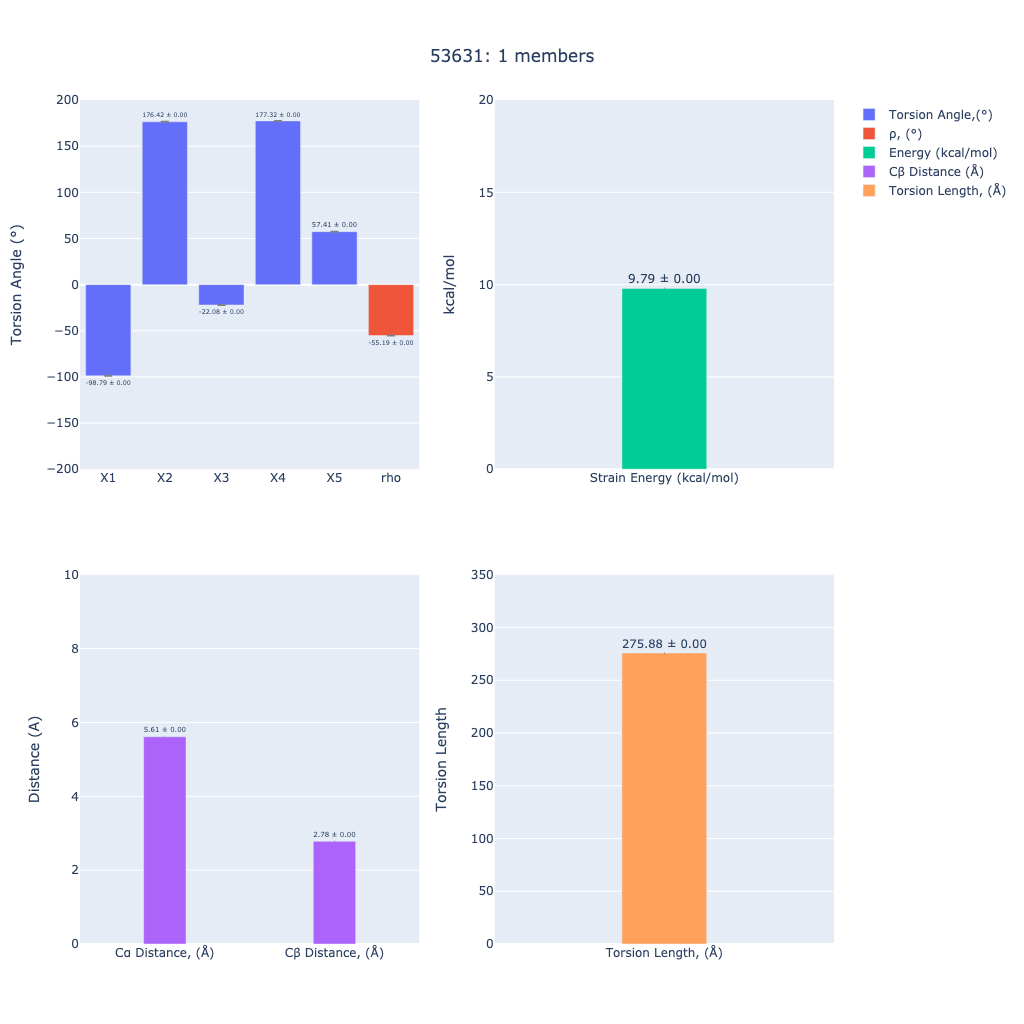 53631: 1 members
Torsion Angle (°)
200
150
100
50
0
−50
−100
−150
−200
176.42 ± 0.00
177.32 ± 0.00
57.41 ± 0.00
-22.08 ± 0.00
-55.19 ± 0.00
-98.79 ± 0.00
X1 X2 X3 X4 X5 rho
kcal/mol
20
15
10
5
0
9.79 ± 0.00
Strain Energy (kcal/mol)
Torsion Angle,(°)
ρ, (°)
Energy (kcal/mol)
Cβ Distance (Å)
Torsion Length, (Å)
Distance (A)
10
8
6
4
2
0
5.61 ± 0.00
2.78 ± 0.00
Cα Distance, (Å) Cβ Distance, (Å)
Torsion Length
350
300
250
200
150
100
50
0
275.88 ± 0.00
Torsion Length, (Å)